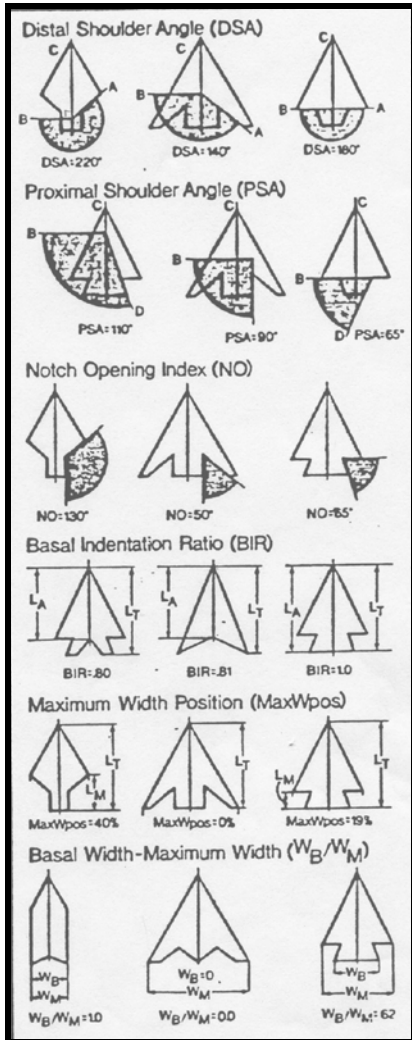 Distal Shoulder Angle (DSA)
C C C
B A B A B A
DSA=220° DSA=140° DSA=180°
Proximal Shoulder Angle (PSA)
C C C
B B B
D D
PSA=110° PSA=90° PSA=65°
Notch Opening Index (NO)
NO=130° NO=50° NO=65°
Basal Indentation Ratio (BIR)
LA LT LA LT LA LT
BIR=.80 BIR=.81 BIR=1.0
Maximum Width Position (MaxWpos)
LT LT LT
LM LM
MaxWpos=40% MaxWpos=0% MaxWpos=19%
Basal Width-Maximum Width (WB/WM)
WB WB=0 WB
WM WM WM
WB/WM=1.0 WB/WM=0.0 WB/WM=.62